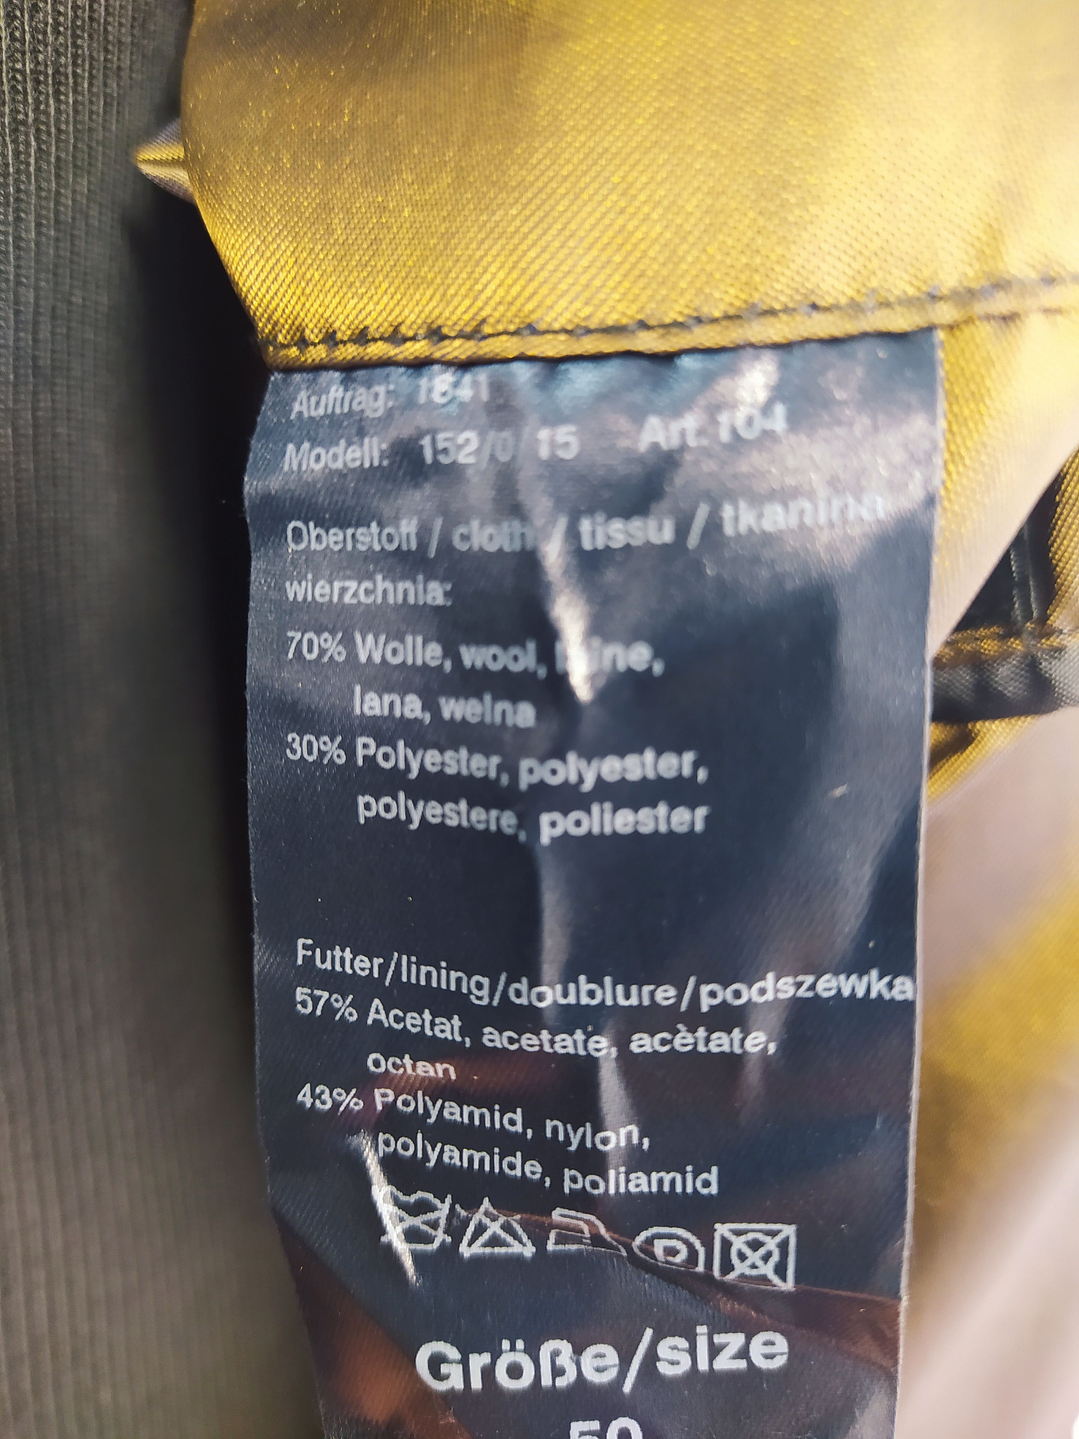 Auftrag: 1841
Modell: 152/0 15 Art. 104
Oberstoff / cloth / tissu / tkanina
wierzchnia:
70% Wolle, wool, laine,
lana, welna
30% Polyester, polyester,
polyestere, poliester
Futter/lining/doublure/podszewka
57% Acetat, acetate, acètate,
octan
43% Polyamid, nylon,
polyamide, poliamid
P
Größe/size
50